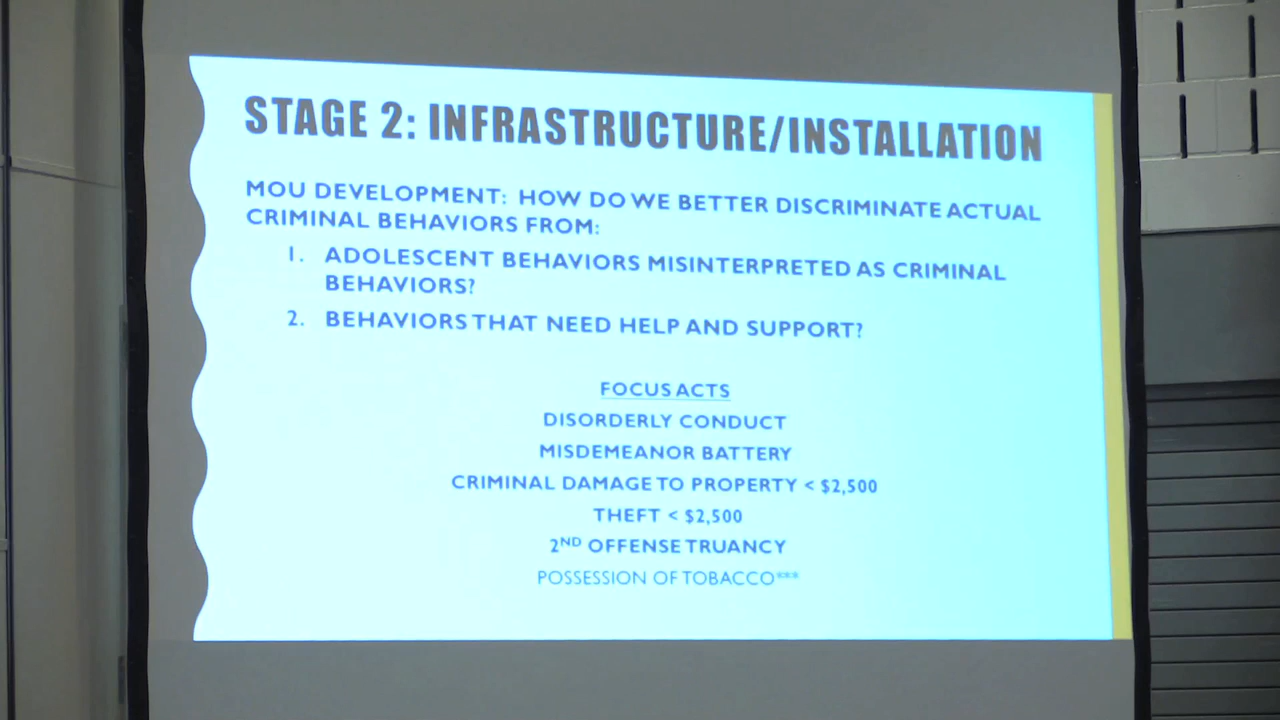 STAGE 2: INFRASTRUCTURE/INSTALLATION
MOU DEVELOPMENT: HOW DO WE BETTER DISCRIMINATE ACTUAL
CRIMINAL BEHAVIORS FROM:
1. ADOLESCENT BEHAVIORS MISINTERPRETED AS CRIMINAL
BEHAVIORS?
2. BEHAVIORS THAT NEED HELP AND SUPPORT?
FOCUS ACTS
DISORDERLY CONDUCT
MISDEMEANOR BATTERY
CRIMINAL DAMAGE TO PROPERTY < $2,500
THEFT < $2,500
2ND OFFENSE TRUANCY
POSSESSION OF TOBACCO***